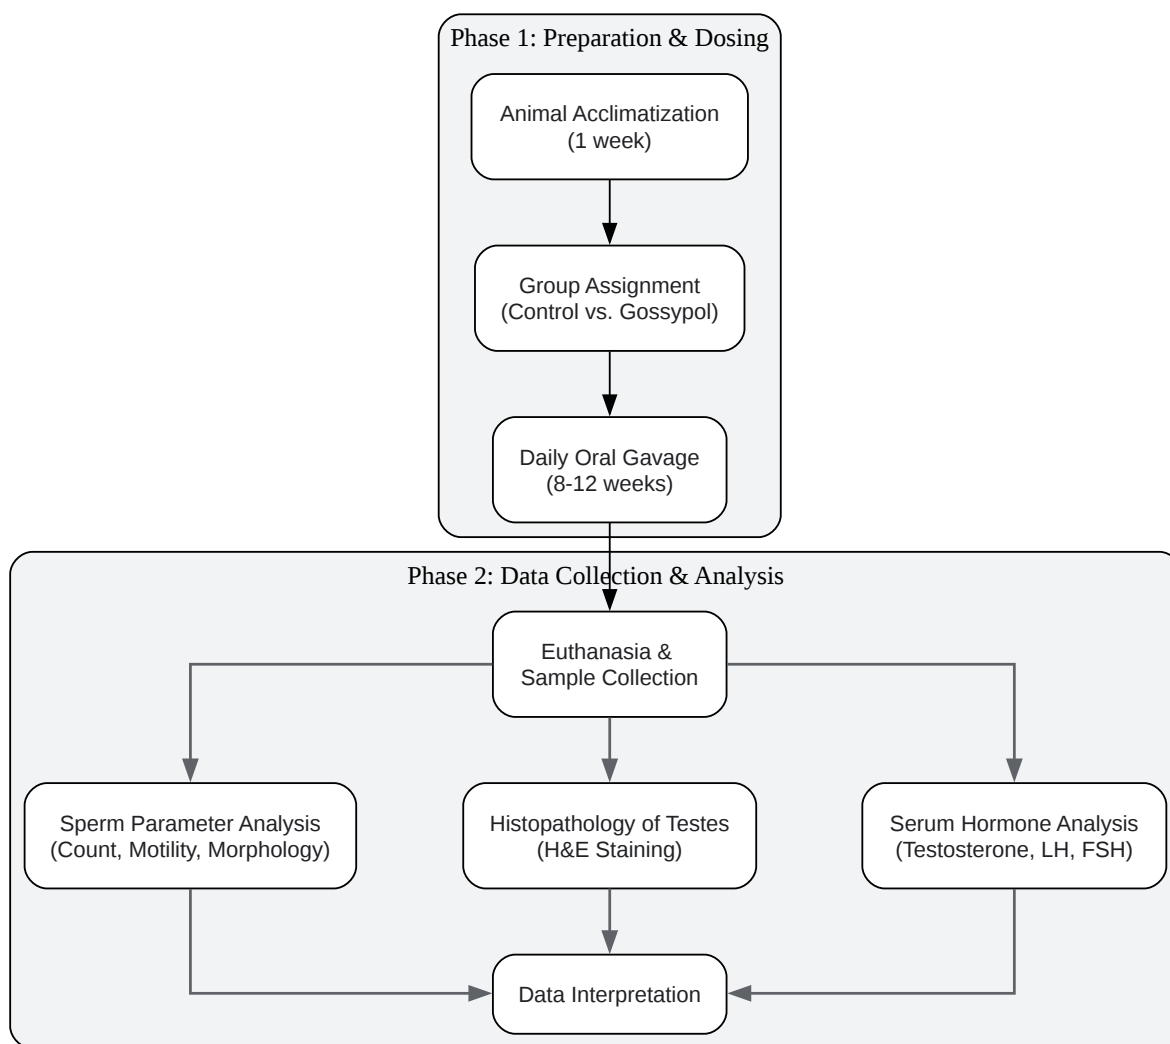 Phase 1: Preparation & Dosing
Animal Acclimatization
(1 week)
Group Assignment
(Control vs. Gossypol)
Daily Oral Gavage
(8-12 weeks)
Phase 2: Data Collection & Analysis
Euthanasia &
Sample Collection
Sperm Parameter Analysis
(Count, Motility, Morphology)
Histopathology of Testes
(H&E Staining)
Serum Hormone Analysis
(Testosterone, LH, FSH)
Data Interpretation